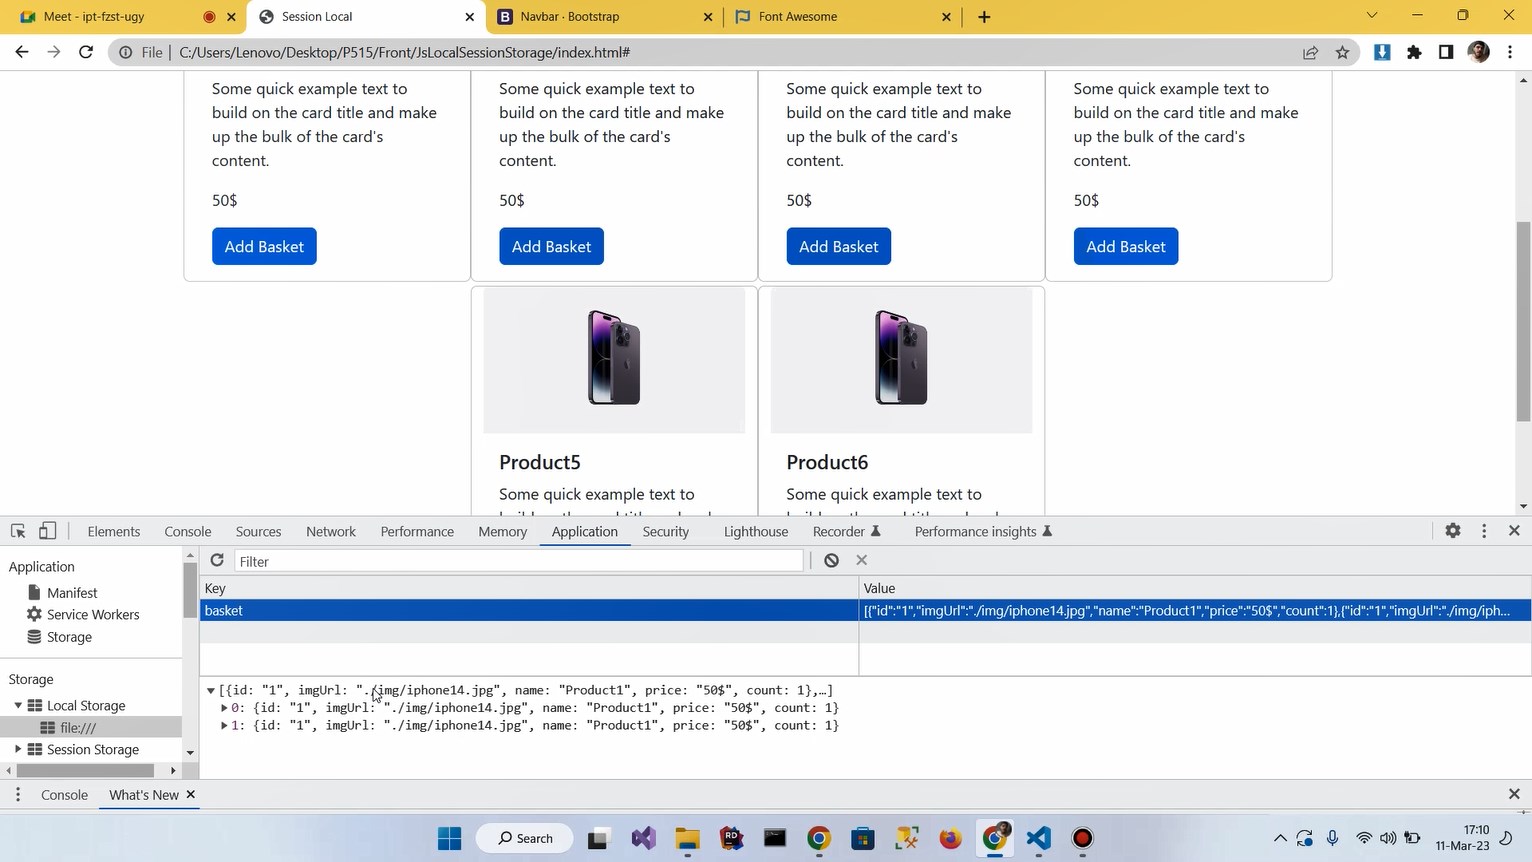 Meet - ipt-fzst-ugy
Session Local
Navbar · Bootstrap
Font Awesome
File
C:/Users/Lenovo/Desktop/P515/Front/JsLocalSessionStorage/index.html#
Some quick example text to
build on the card title and make
up the bulk of the card's
content.
50$
Add Basket
Some quick example text to
build on the card title and make
up the bulk of the card's
content.
50$
Add Basket
Some quick example text to
build on the card title and make
up the bulk of the card's
content.
50$
Add Basket
Some quick example text to
build on the card title and make
up the bulk of the card's
content.
50$
Add Basket
Product5
Some quick example text to
Product6
Some quick example text to
Elements Console Sources Network Performance Memory Application Security Lighthouse Recorder Performance insights
Application
Manifest
Service Workers
Storage
Storage
Local Storage
file:///
Session Storage
Filter
Key Value
basket [{"id":"1","imgUrl":"./img/iphone14.jpg","name":"Product1","price":"50$","count":1},{"id":"1","imgUrl":"./img/iph...
[{id: "1", imgUrl: "./img/iphone14.jpg", name: "Product1", price: "50$", count: 1},…]
0: {id: "1", imgUrl: "./img/iphone14.jpg", name: "Product1", price: "50$", count: 1}
1: {id: "1", imgUrl: "./img/iphone14.jpg", name: "Product1", price: "50$", count: 1}
Console What's New
Search
RD
17:10
11-Mar-23